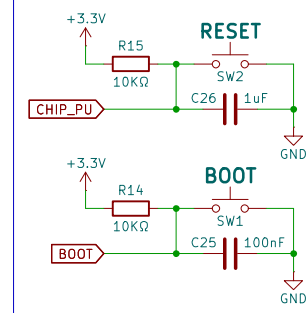 +3.3V
RESET
R15
10KΩ
SW2
C26 1uF
CHIP_PU
GND
+3.3V
BOOT
R14
10KΩ
SW1
C25 100nF
BOOT
GND